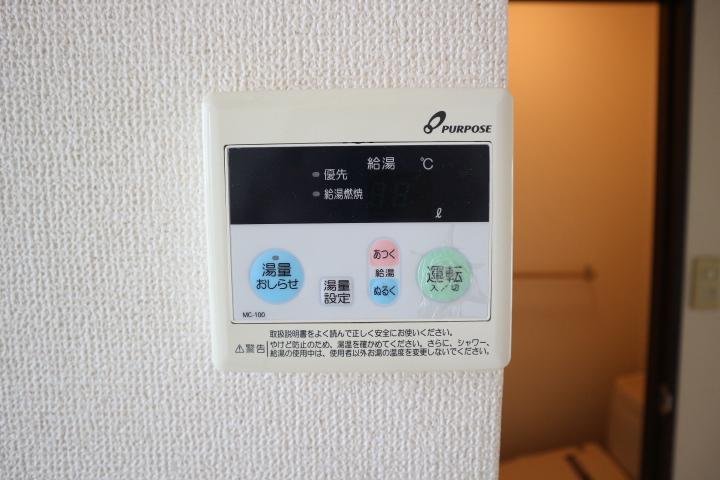 PURPOSE
給湯 ℃
優先
給湯燃焼
ℓ
湯量
おしらせ
湯量
設定
あつく
給湯
ぬるく
運転
入/切
MC-100
取扱説明書をよく読んで正しく安全にお使いください。
⚠警告 やけど防止のため、湯温を確かめてください。さらに、シャワー、
給湯の使用中は、使用者以外お湯の温度を変更しないでください。